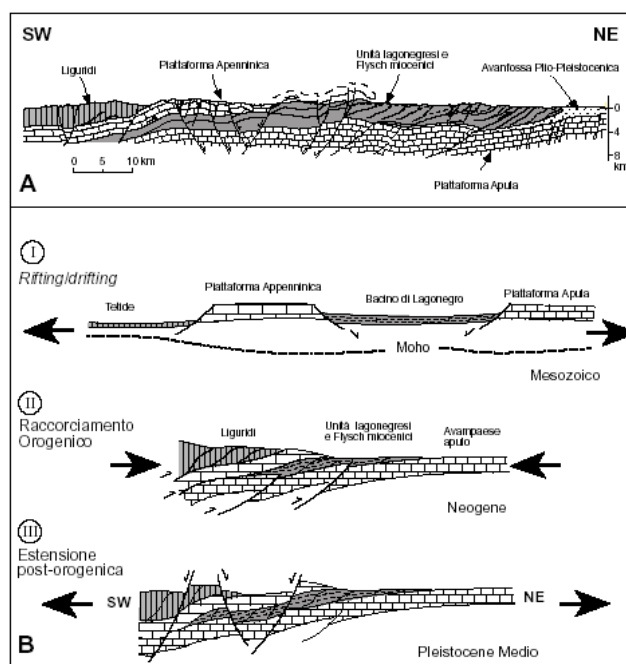 SW
NE
Liguridi
Piattaforma Apenninica
Unità lagonegresi e
Flysch miocenici
Avanfossa Plio-Pleistocenica
0
4
8
km
0 5 10 km
Piattaforma Apula
A
I
Rifting/drifting
Tetide
Piattaforma Appenninica
Bacino di Lagonegro
Piattaforma Apula
Moho
Mesozoico
II
Raccorciamento
Orogenico
Liguridi
Unità lagonegresi
e Flysch miocenici
Avampaese
apulo
Neogene
III
Estensione
post-orogenica
SW
NE
B
Pleistocene Medio